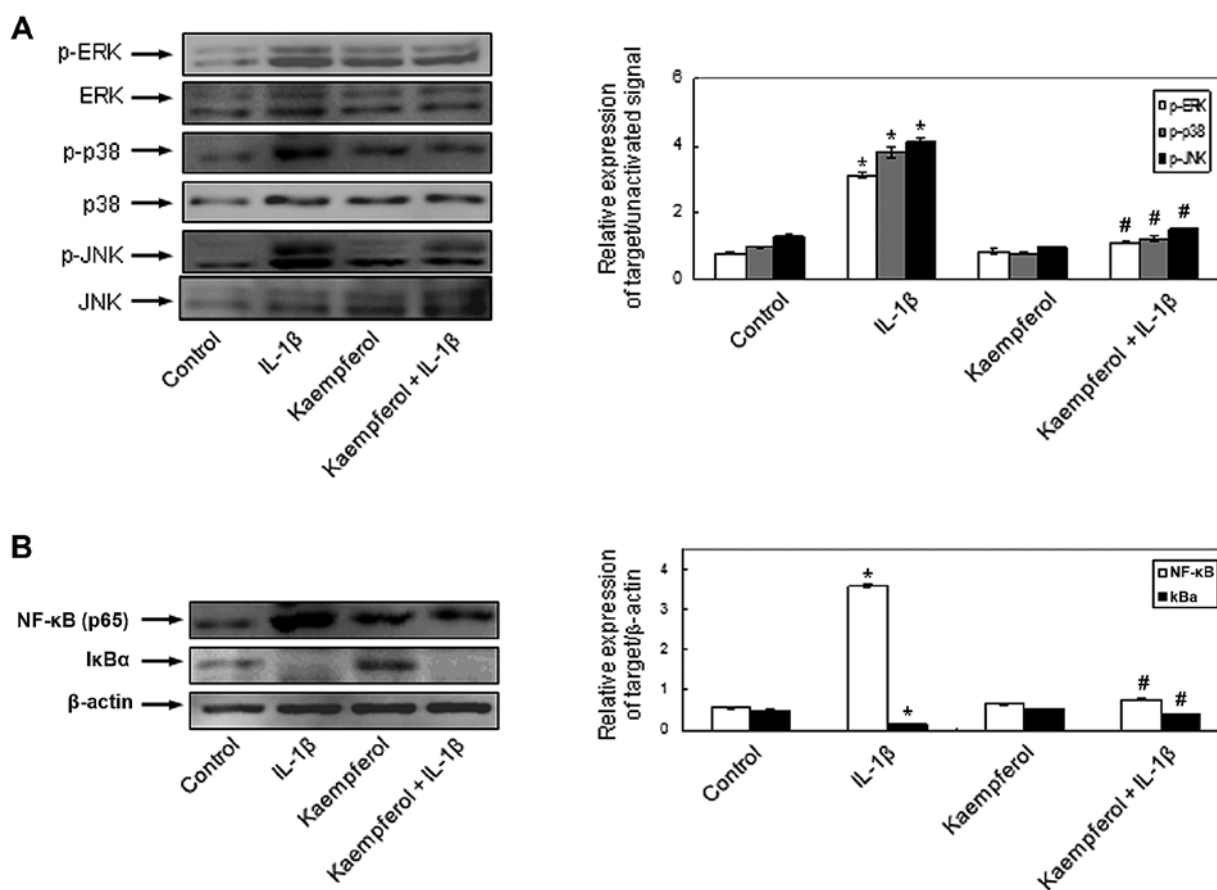 A
p-ERK
ERK
p-p38
p38
p-JNK
JNK
Control
IL-1β
Kaempferol
Kaempferol + IL-1β
Relative expression
of target/unactivated signal
6
4
2
0
* * *
# # #
p-ERK
p-p38
p-JNK
Control
IL-1β
Kaempferol
Kaempferol + IL-1β
B
NF-κB (p65)
IκBα
β-actin
Control
IL-1β
Kaempferol
Kaempferol + IL-1β
Relative expression
of target/β-actin
4
3
2
1
0
*
*
#
#
NF-κB
kBa
Control
IL-1β
Kaempferol
Kaempferol + IL-1β